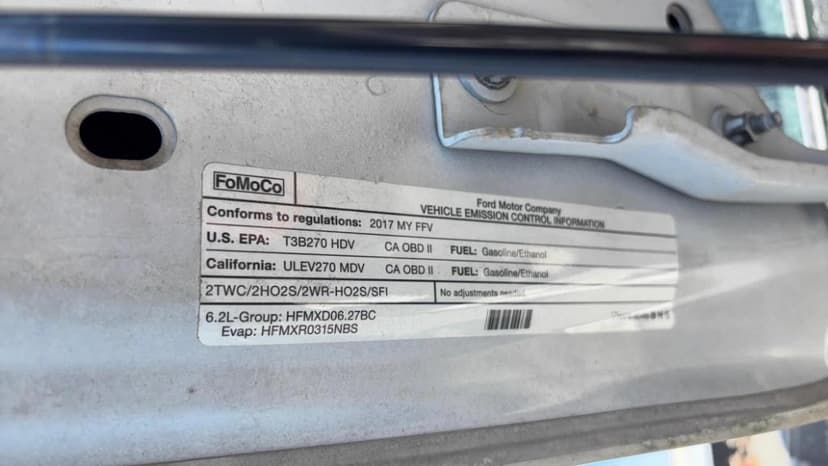 FoMoCo
Ford Motor Company
VEHICLE EMISSION CONTROL INFORMATION
Conforms to regulations: 2017 MY FFV
U.S. EPA: T3B270 HDV CA OBD II FUEL: Gasoline/Ethanol
California: ULEV270 MDV CA OBD II FUEL: Gasoline/Ethanol
2TWC/2HO2S/2WR-HO2S/SFI No adjustments needed
6.2L-Group: HFMXD06.27BC
Evap: HFMXR0315NBS